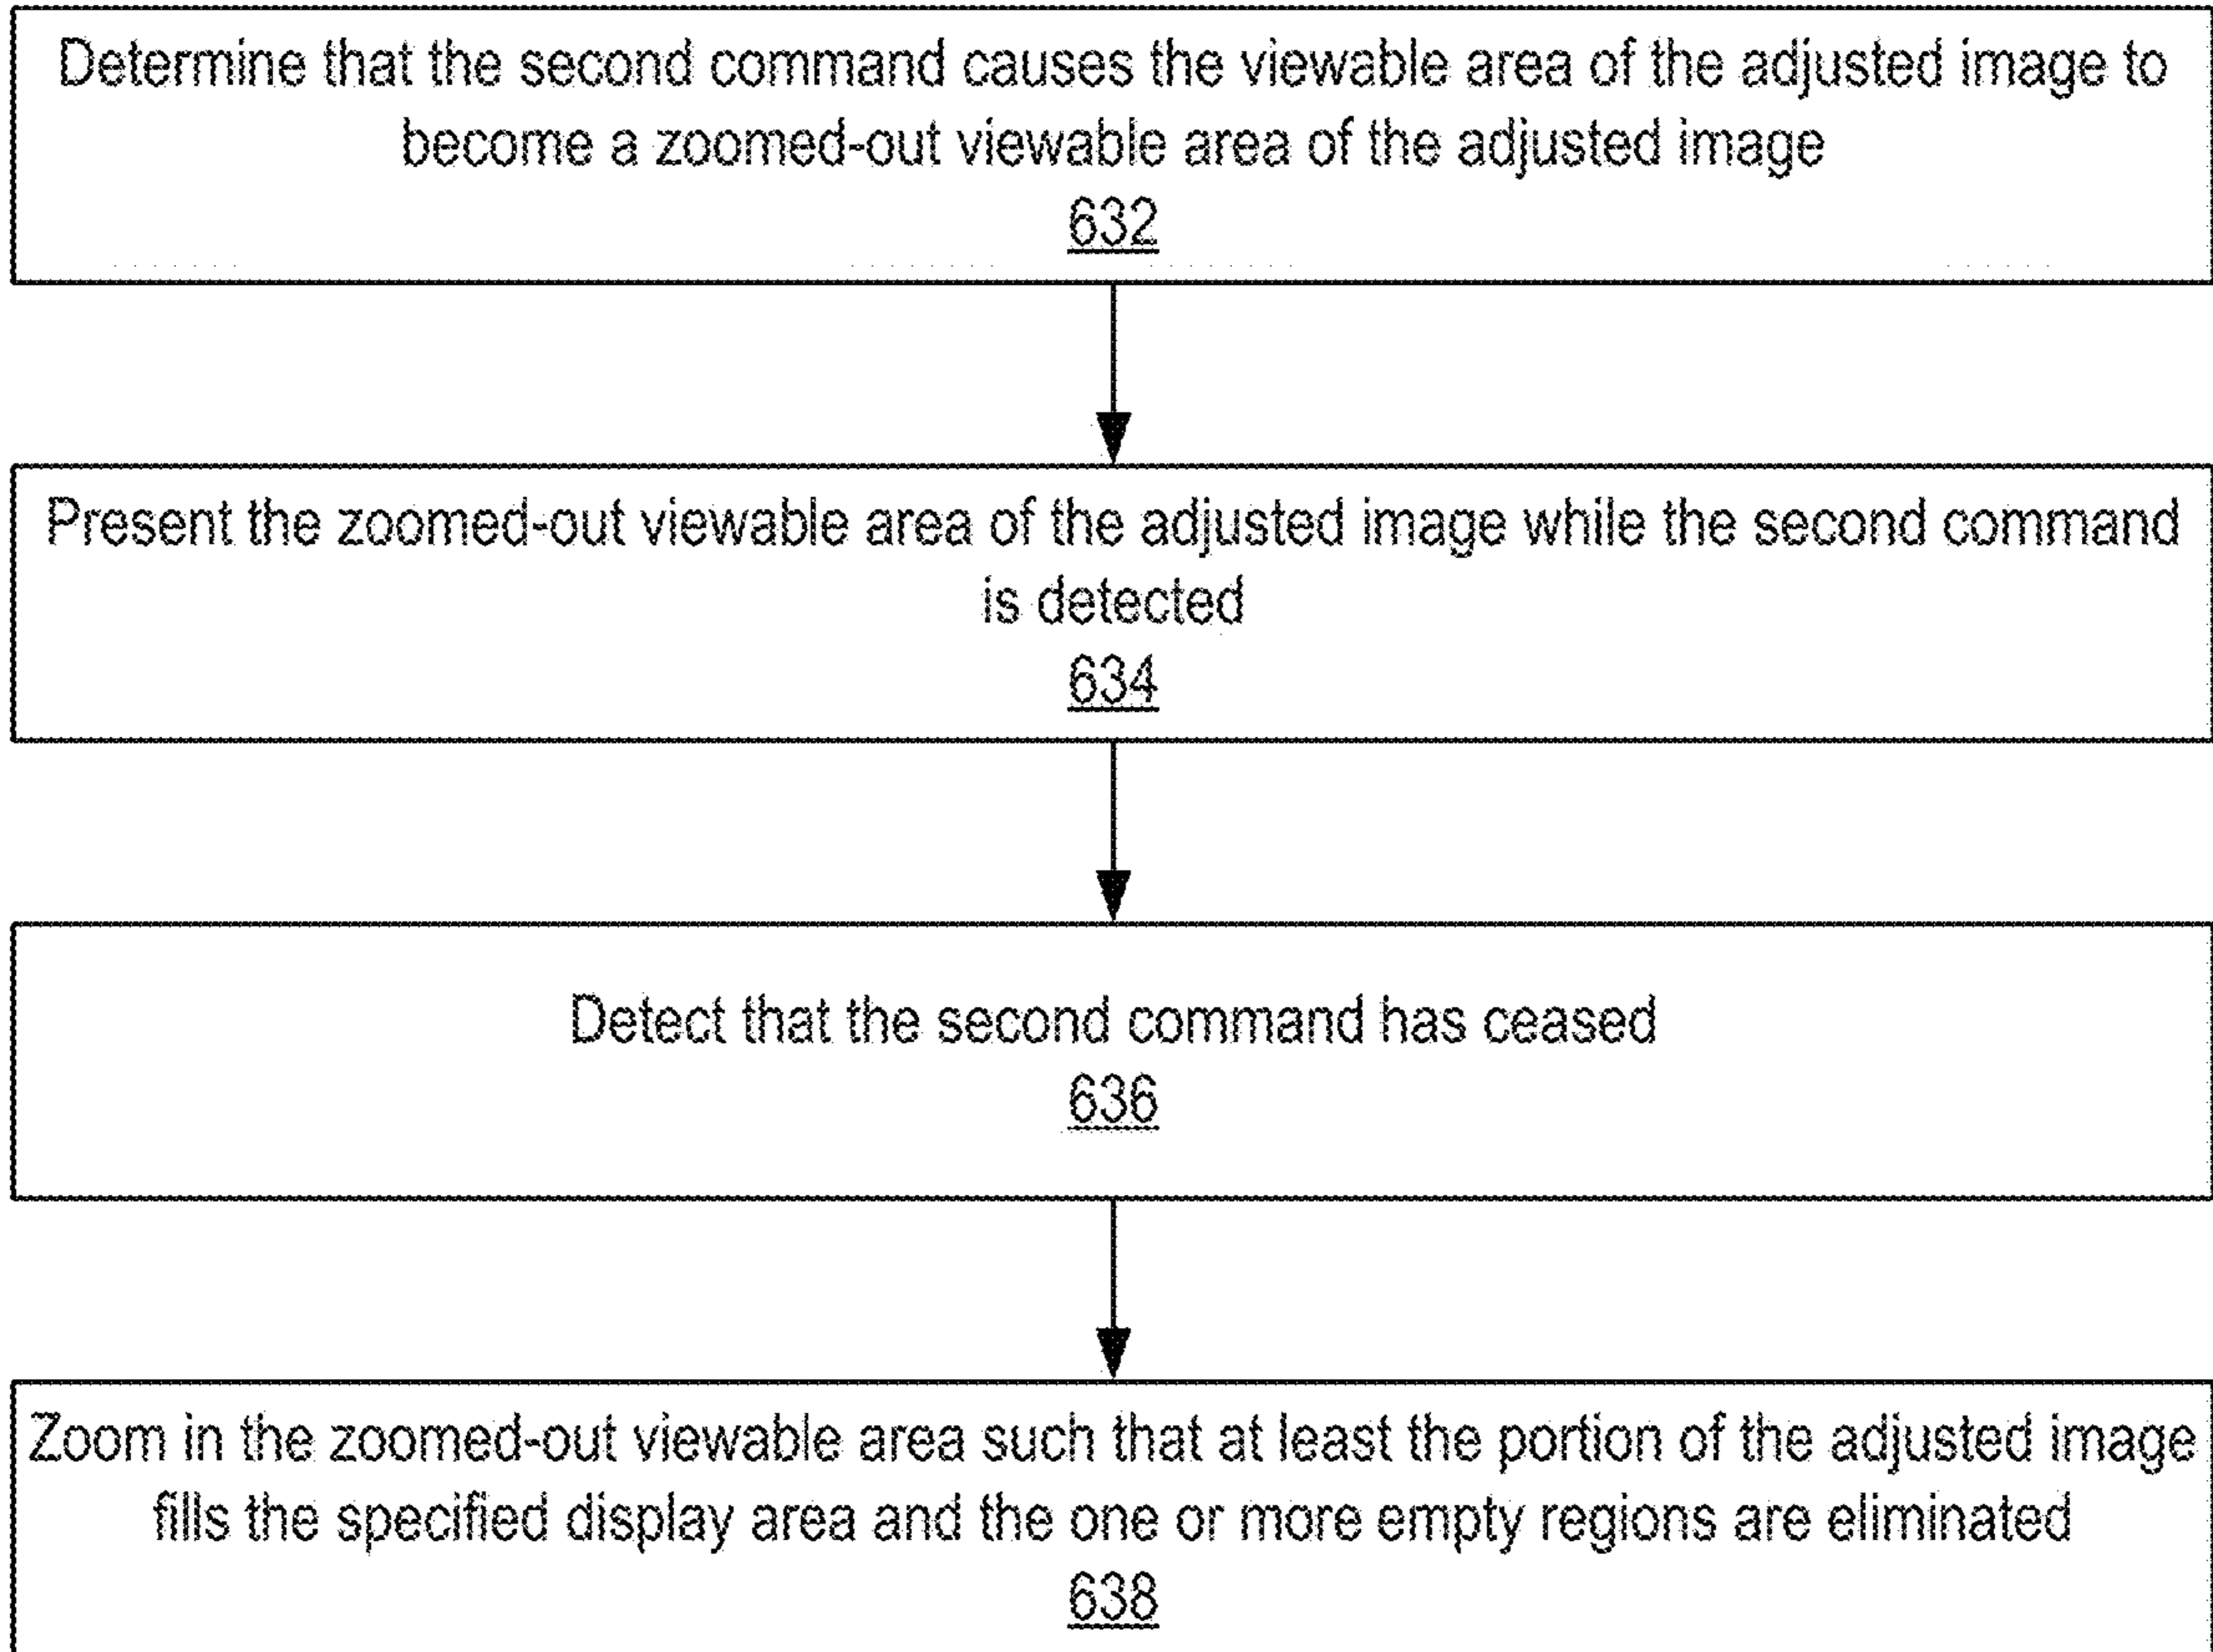 Determine that the second command causes the viewable area of the adjusted image to
become a zoomed-out viewable area of the adjusted image
632
Present the zoomed-out viewable area of the adjusted image while the second command
is detected
634
Detect that the second command has ceased
636
Zoom in the zoomed-out viewable area such that at least the portion of the adjusted image
fills the specified display area and the one or more empty regions are eliminated
638